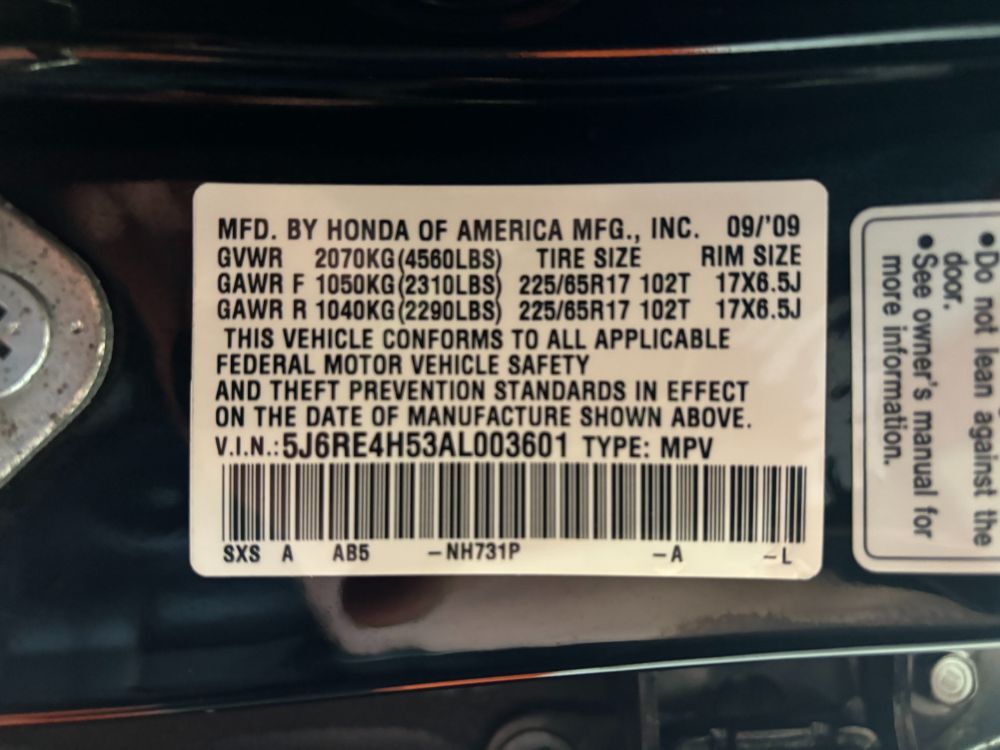 MFD. BY HONDA OF AMERICA MFG., INC. 09/'09
GVWR 2070KG(4560LBS) TIRE SIZE RIM SIZE
GAWR F 1050KG(2310LBS) 225/65R17 102T 17X6.5J
GAWR R 1040KG(2290LBS) 225/65R17 102T 17X6.5J
THIS VEHICLE CONFORMS TO ALL APPLICABLE
FEDERAL MOTOR VEHICLE SAFETY
AND THEFT PREVENTION STANDARDS IN EFFECT
ON THE DATE OF MANUFACTURE SHOWN ABOVE.
V.I.N.: 5J6RE4H53AL003601 TYPE: MPV
SXS A AB5 -NH731P -A -L
●Do not lean against the
door.
●See owner's manual for
more information.